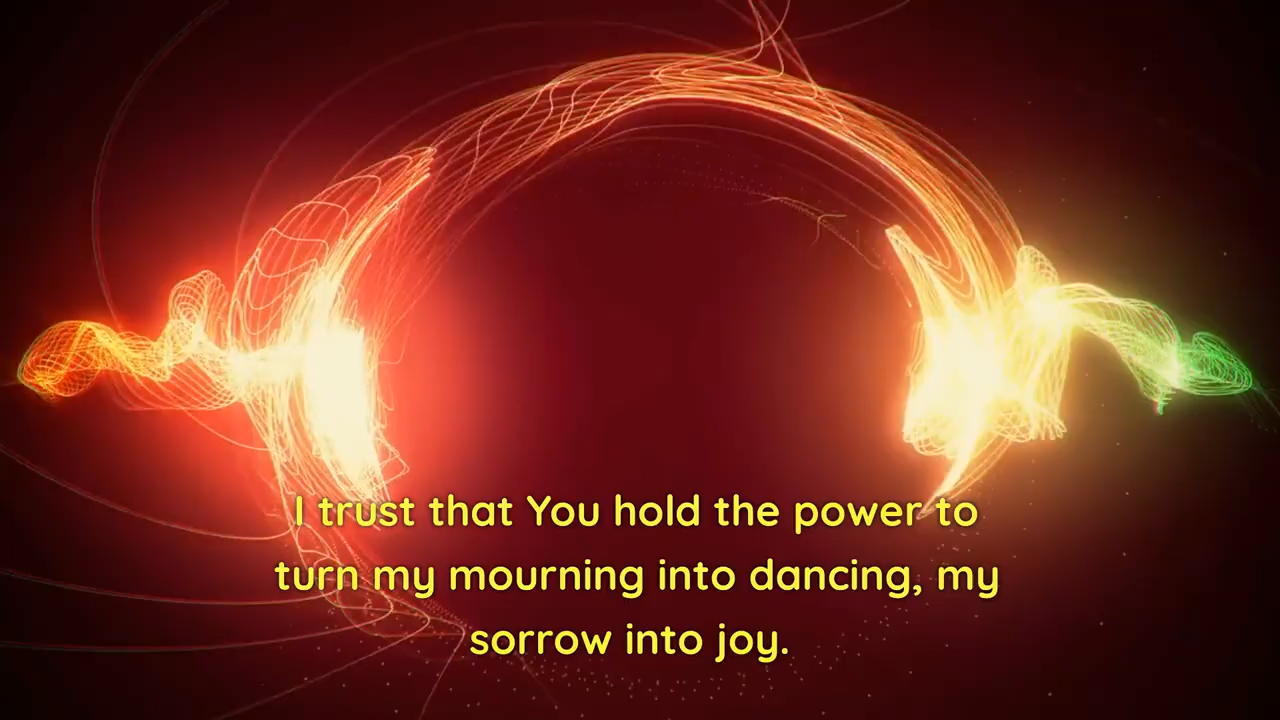 I trust that You hold the power to
turn my mourning into dancing, my
sorrow into joy.